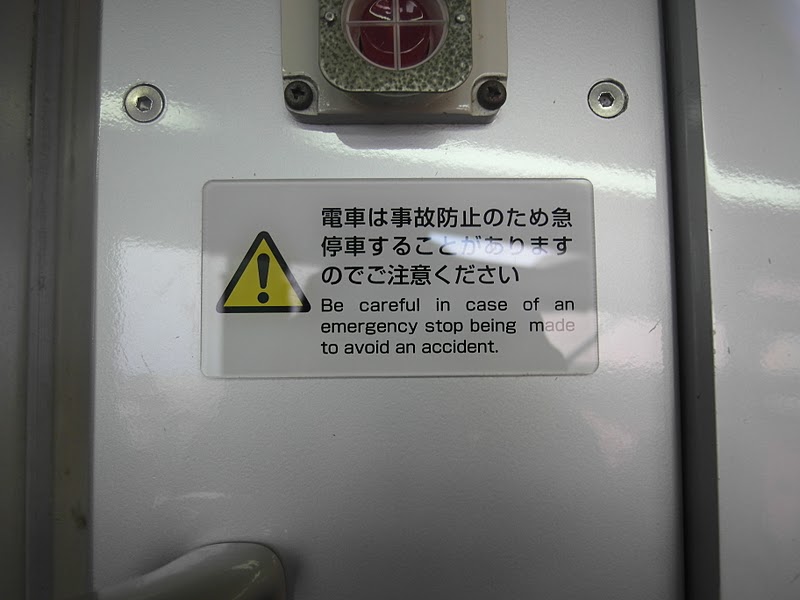 電車は事故防止のため急
停車することがあります
のでご注意ください
Be careful in case of an
emergency stop being made
to avoid an accident.